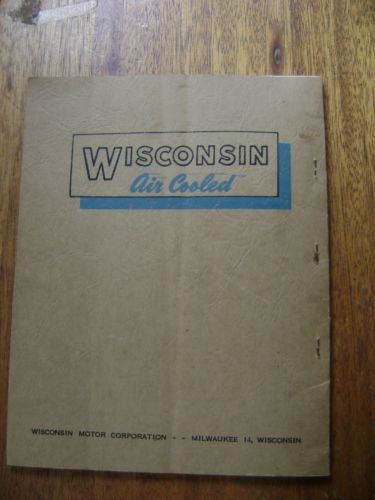 WISCONSIN
Air Cooled
WISCONSIN MOTOR CORPORATION - - MILWAUKEE 14, WISCONSIN